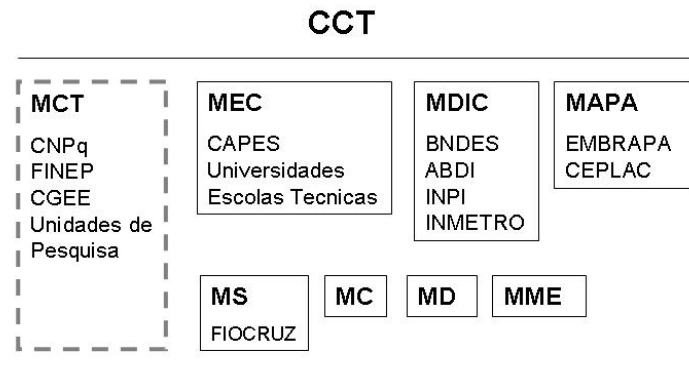 CCT
MCT
CNPq
FINEP
CGEE
Unidades de
Pesquisa
MEC
CAPES
Universidades
Escolas Tecnicas
MDIC
BNDES
ABDI
INPI
INMETRO
MAPA
EMBRAPA
CEPLAC
MS
FIOCRUZ
MC
MD
MME